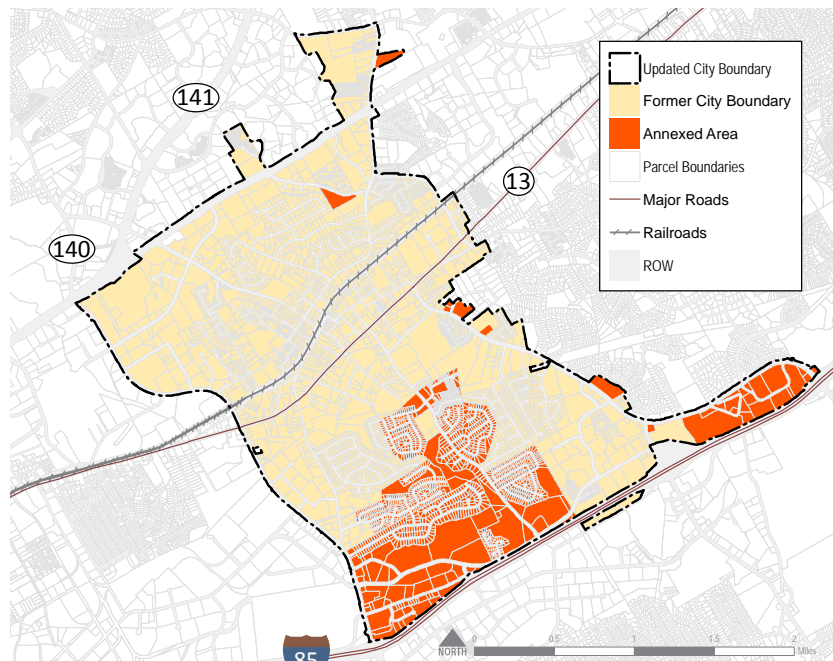 141
Updated City Boundary
Former City Boundary
Annexed Area
Parcel Boundaries
Major Roads
Railroads
ROW
13
140
85
NORTH
0 0.5 1 1.5 2
Miles